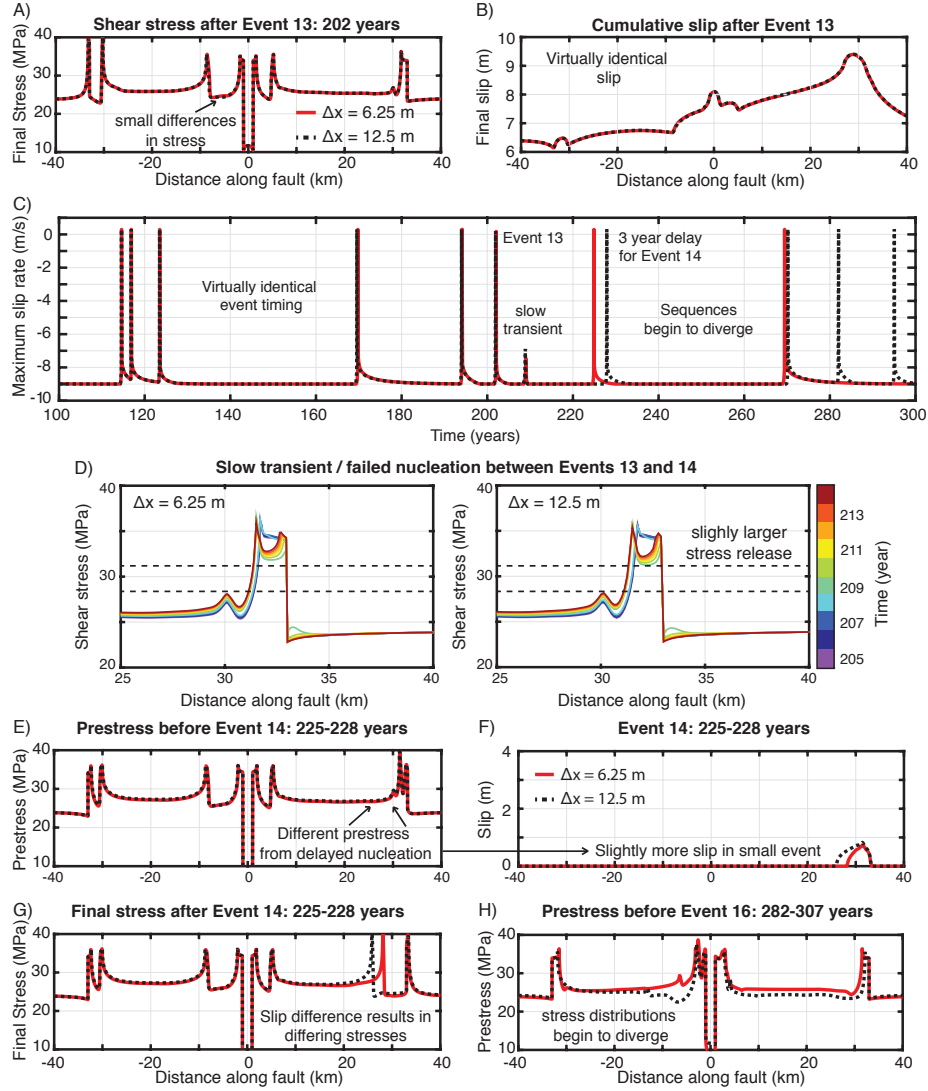 A)
Shear stress after Event 13: 202 years
Final Stress (MPa)
40
30
20
10
small differences
in stress
Δx = 6.25 m
Δx = 12.5 m
-40 -20 0 20 40
Distance along fault (km)
B)
Cumulative slip after Event 13
Final slip (m)
10
9
8
7
6
Virtually identical
slip
-40 -20 0 20 40
Distance along fault (km)
C)
Maximum slip rate (m/s)
0
-2
-4
-6
-8
-10
Virtually identical
event timing
Event 13
slow
transient
3 year delay
for Event 14
Sequences
begin to diverge
100 120 140 160 180 200 220 240 260 280 300
Time (years)
D)
Slow transient / failed nucleation between Events 13 and 14
Shear stress (MPa)
40
30
20
Δx = 6.25 m
25 30 35 40
Distance along fault (km)
Shear stress (MPa)
40
30
20
Δx = 12.5 m
slighly larger
stress release
25 30 35 40
Distance along fault (km)
213
211
209
207
205
Time (year)
E)
Prestress before Event 14: 225-228 years
Prestress (MPa)
40
30
20
10
Different prestress
from delayed nucleation
-40 -20 0 20 40
Distance along fault (km)
F)
Event 14: 225-228 years
Slip (m)
4
2
0
Δx = 6.25 m
Δx = 12.5 m
Slightly more slip in small event
-40 -20 0 20 40
Distance along fault (km)
G)
Final stress after Event 14: 225-228 years
Final Stress (MPa)
40
30
20
10
Slip difference results in
differing stresses
-40 -20 0 20 40
Distance along fault (km)
H)
Prestress before Event 16: 282-307 years
Prestress (MPa)
40
30
20
10
stress distributions
begin to diverge
-40 -20 0 20 40
Distance along fault (km)